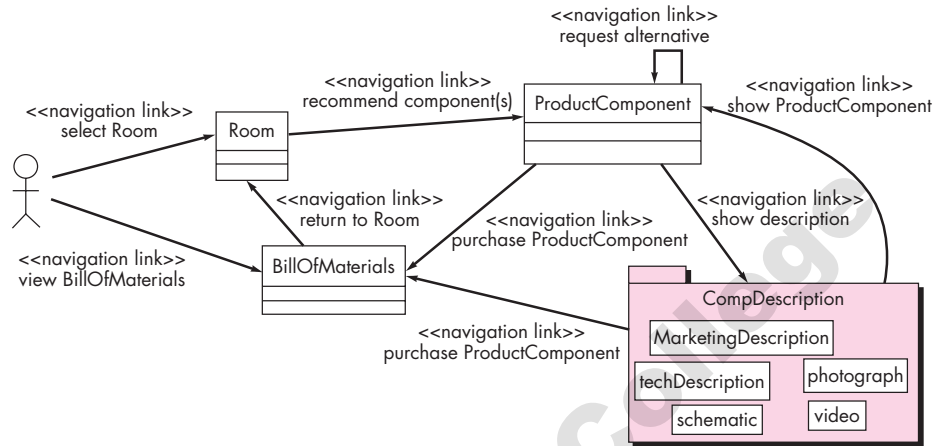 <<navigation link>>
request alternative
<<navigation link>>
select Room
<<navigation link>>
recommend component(s)
<<navigation link>>
show ProductComponent
Room
ProductComponent
<<navigation link>>
return to Room
<<navigation link>>
purchase ProductComponent
<<navigation link>>
show description
<<navigation link>>
view BillOfMaterials
BillOfMaterials
<<navigation link>>
purchase ProductComponent
CompDescription
MarketingDescription
techDescription
photograph
schematic
video
College